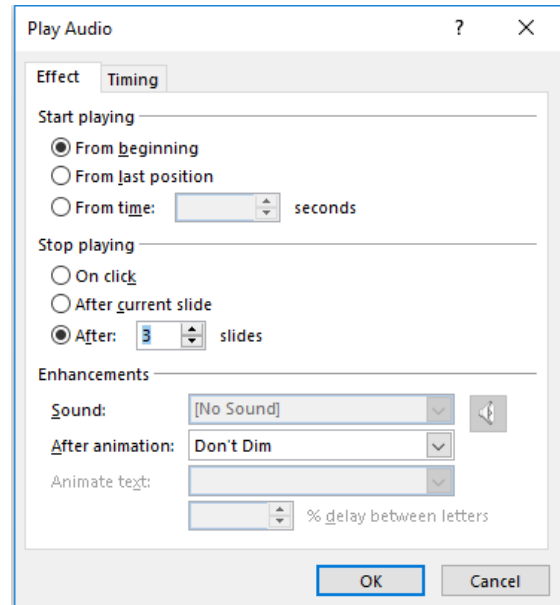 Play Audio ?
Effect Timing
Start playing
From beginning
From last position
From time: seconds
Stop playing
On click
After current slide
After: 3 slides
Enhancements
Sound: [No Sound]
After animation: Don't Dim
Animate text:
% delay between letters
OK Cancel